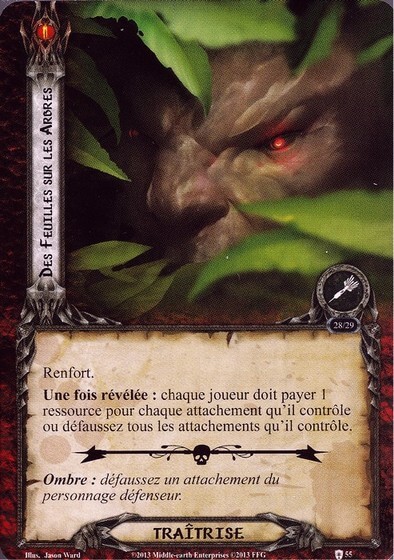 DES FEUILLES SUR LES ARBRES
28/29
Renfort.
Une fois révélée : chaque joueur doit payer 1
ressource pour chaque attachement qu'il contrôle
ou défaussez tous les attachements qu'il contrôle.
Ombre : défaussez un attachement du
personnage défenseur.
TRAÎTRISE
Illus. Jason Ward ©2013 Middle-earth Enterprises ©2013 FFG 55